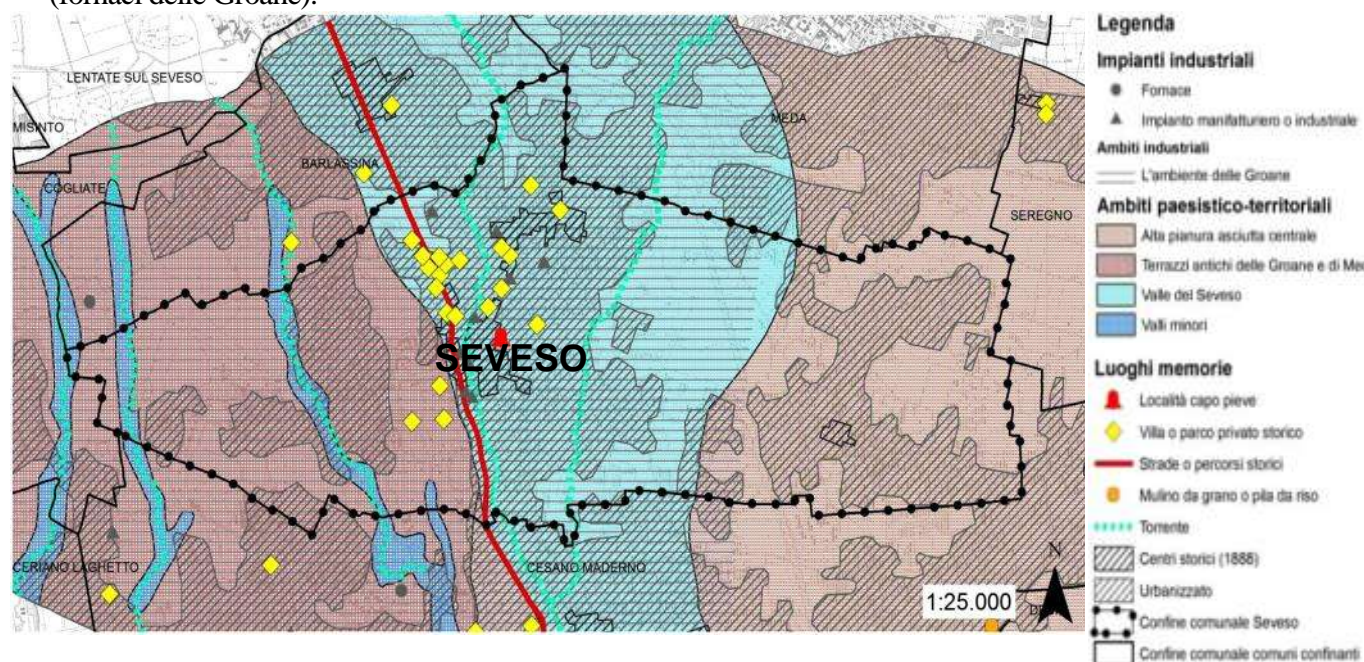 (fornaci delle Groane).
LENTATE SUL SEVESO
MISINTO
MEDA
BARLASSINA
COGLIATE
SEREGNO
SEVESO
CERIANO LAGHETTO
CESANO MADERNO
1:25.000
N
Legenda
Impianti industriali
Fornace
Impianto manifatturiero o industriale
Ambiti industriali
L'ambiente delle Groane
Ambiti paesistico-territoriali
Alta pianura asciutta centrale
Terrazzi antichi delle Groane e di Me
Valle del Seveso
Valli minori
Luoghi memorie
Località capo pieve
Villa o parco privato storico
Strade o percorsi storici
Mulino da grano o pila da riso
Torrente
Centri storici (1888)
Urbanizzato
Confine comunale Seveso
Confine comunale comuni confinanti